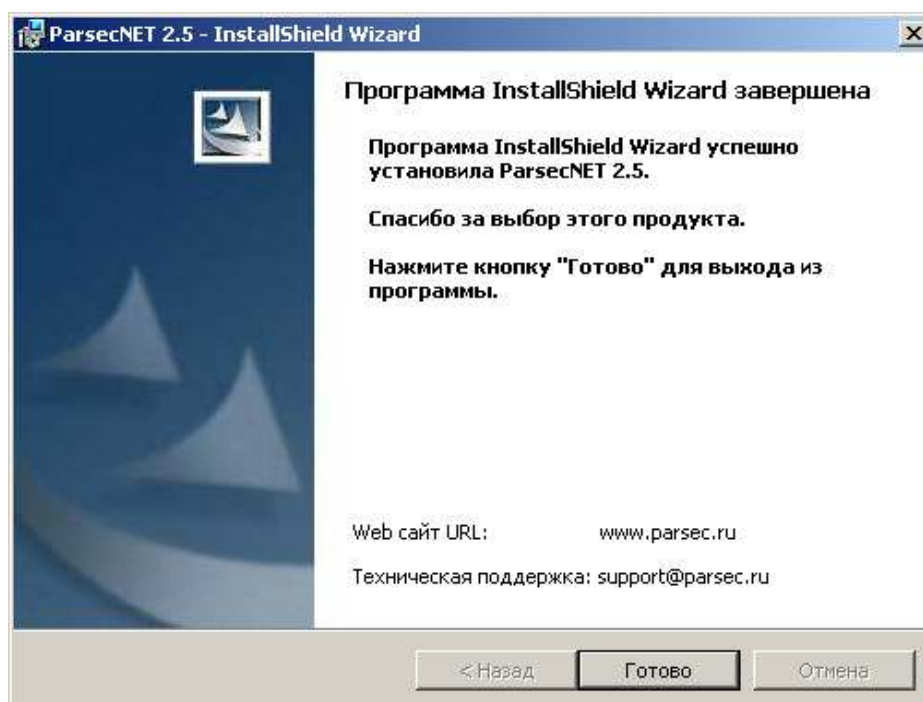 ParsecNET 2.5 - InstallShield Wizard
Программа InstallShield Wizard завершена
Программа InstallShield Wizard успешно
установила ParsecNET 2.5.
Спасибо за выбор этого продукта.
Нажмите кнопку "Готово" для выхода из
программы.
Web сайт URL: www.parsec.ru
Техническая поддержка: support@parsec.ru
< Назад Готово Отмена